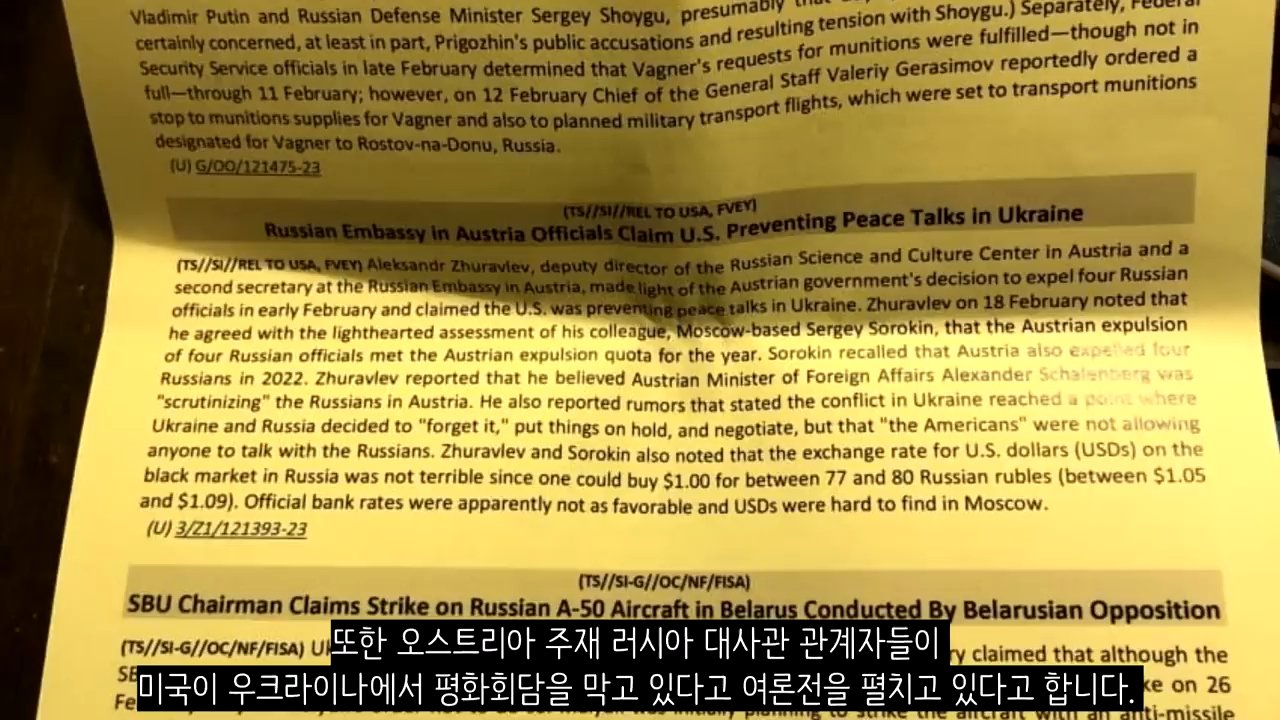 Vladimir Putin and Russian Defense Minister Sergey Shoygu, presumably
certainly concerned, at least in part, Prigozhin's public accusations and resulting tension with Shoygu.) Separately, Federal
Security Service officials in late February determined that Vagner's requests for munitions were fulfilled—though not in
full—through 11 February; however, on 12 February Chief of the General Staff Valeriy Gerasimov reportedly ordered a
stop to munitions supplies for Vagner and also to planned military transport flights, which were set to transport munitions
designated for Vagner to Rostov-na-Donu, Russia.
(U) G/OO/121475-23
(TS//SI//REL TO USA, FVEY)
Russian Embassy in Austria Officials Claim U.S. Preventing Peace Talks in Ukraine
(TS//SI//REL TO USA, FVEY) Aleksandr Zhuravlev, deputy director of the Russian Science and Culture Center in Austria and a
second secretary at the Russian Embassy in Austria, made light of the Austrian government's decision to expel four Russian
officials in early February and claimed the U.S. was preventing peace talks in Ukraine. Zhuravlev on 18 February noted that
he agreed with the lighthearted assessment of his colleague, Moscow-based Sergey Sorokin, that the Austrian expulsion
of four Russian officials met the Austrian expulsion quota for the year. Sorokin recalled that Austria also expelled four
Russians in 2022. Zhuravlev reported that he believed Austrian Minister of Foreign Affairs Alexander Schalenberg was
"scrutinizing" the Russians in Austria. He also reported rumors that stated the conflict in Ukraine reached a point where
Ukraine and Russia decided to "forget it," put things on hold, and negotiate, but that "the Americans" were not allowing
anyone to talk with the Russians. Zhuravlev and Sorokin also noted that the exchange rate for U.S. dollars (USDs) on the
black market in Russia was not terrible since one could buy $1.00 for between 77 and 80 Russian rubles (between $1.05
and $1.09). Official bank rates were apparently not as favorable and USDs were hard to find in Moscow.
(U) 3/Z1/121393-23
(TS//SI-G//OC/NF/FISA)
SBU Chairman Claims Strike on Russian A-50 Aircraft in Belarus Conducted By Belarusian Opposition
(TS//SI-G//OC/NF/FISA) claimed that although the
on 26
anti-missile
또한 오스트리아 주재 러시아 대사관 관계자들이
미국이 우크라이나에서 평화회담을 막고 있다고 여론전을 펼치고 있다고 합니다.